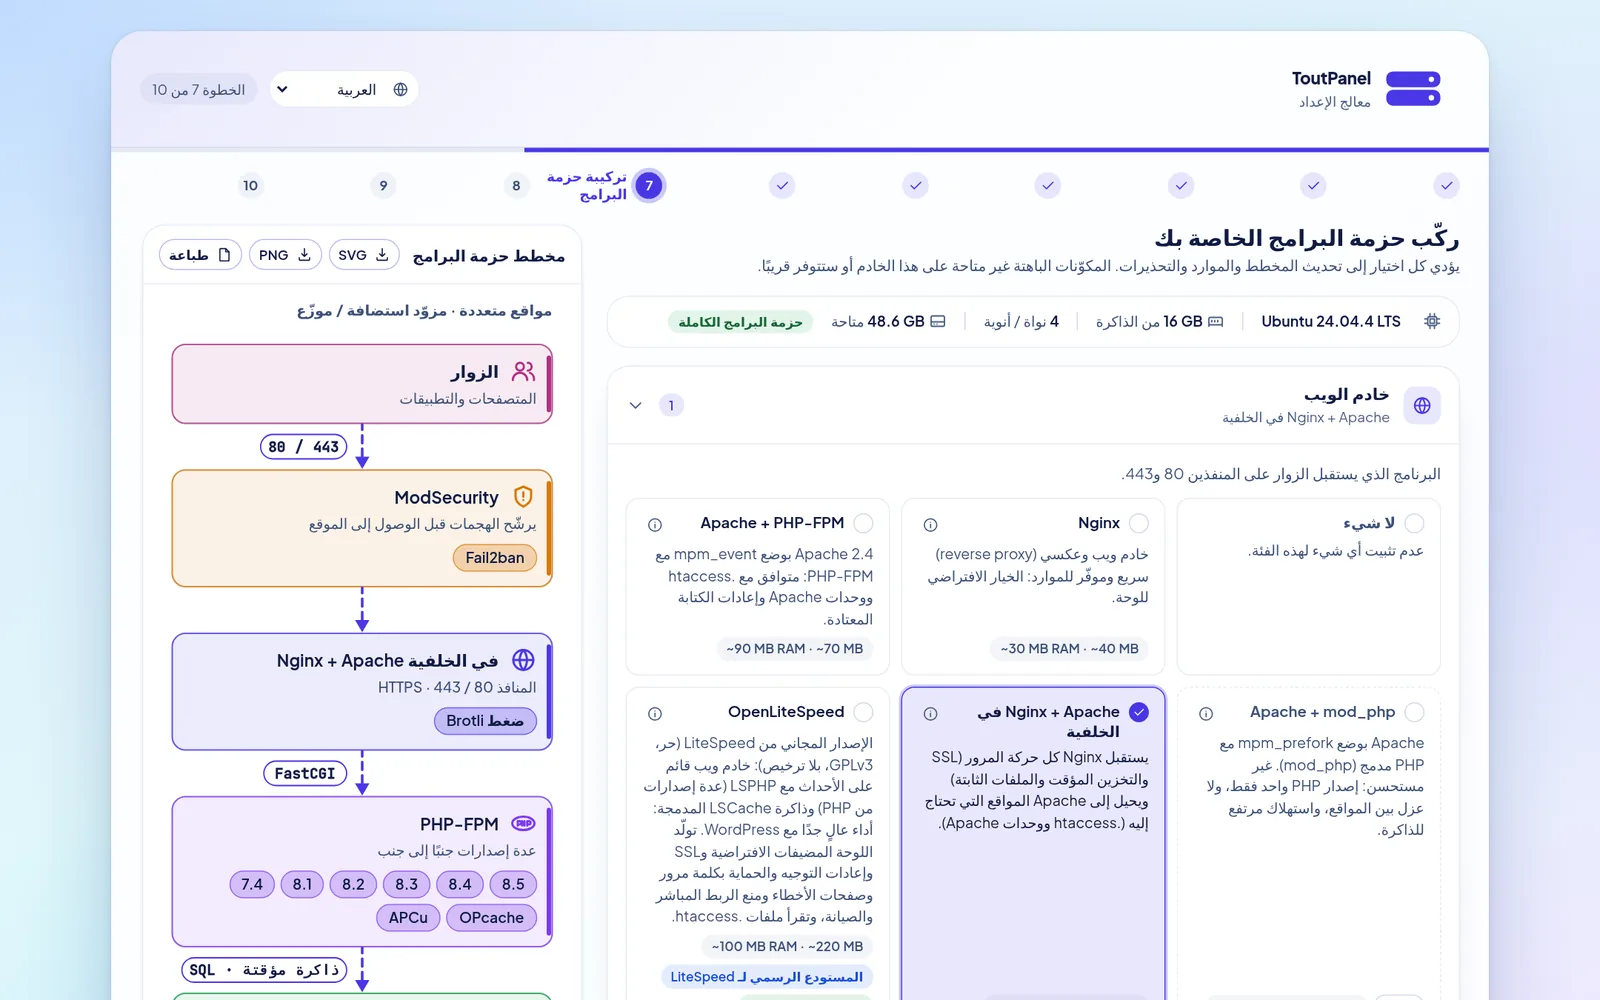 ToutPanel
معالج الإعداد
العربية
الخطوة 7 من 10
7
تركيبة حزمة
البرامج
8
9
10
ركّب حزمة البرامج الخاصة بك
يؤدي كل اختيار إلى تحديث المخطط والموارد والتحذيرات. المكوّنات الباهتة غير متاحة على هذا الخادم أو ستتوفر قريبًا.
Ubuntu 24.04.4 LTS
16 GB من الذاكرة
4 نواة / أنوية
48.6 GB متاحة
حزمة البرامج الكاملة
خادم الويب
Nginx + Apache في الخلفية
1
البرنامج الذي يستقبل الزوار على المنفذين 80 و443.
لا شيء
عدم تثبيت أي شيء لهذه الفئة.
Nginx
خادم ويب وعكسي (reverse proxy)
سريع وموفّر للموارد: الخيار الافتراضي
للوحة.
~30 MB RAM · ~40 MB
Apache + PHP-FPM
Apache 2.4 بوضع mpm_event مع
PHP-FPM: متوافق مع .htaccess
ووحدات Apache وإعادات الكتابة
المعتادة.
~90 MB RAM · ~70 MB
Apache + mod_php
Apache بوضع mpm_prefork مع
PHP مدمج (mod_php). غير
مستحسن: إصدار PHP واحد فقط، ولا
عزل بين المواقع، واستهلاك مرتفع
للذاكرة.
Nginx + Apache في
الخلفية
يستقبل Nginx كل حركة المرور (SSL
والتخزين المؤقت والملفات الثابتة)
ويحيل إلى Apache المواقع التي تحتاج
إليه (.htaccess ووحدات Apache).
OpenLiteSpeed
الإصدار المجاني من LiteSpeed (حر،
GPLv3، بلا ترخيص): خادم ويب قائم
على الأحداث مع LSPHP (عدة إصدارات
من PHP) وذاكرة LSCache المدمجة:
أداء عالٍ جدًا مع WordPress. تولّد
اللوحة المضيفات الافتراضية وSSL
وإعادات التوجيه والحماية بكلمة مرور
وصفحات الأخطاء ومنع الربط المباشر
والصيانة، وتقرأ ملفات .htaccess.
~100 MB RAM · ~220 MB
المستودع الرسمي لـ LiteSpeed
مخطط حزمة البرامج
SVG
PNG
طباعة
مواقع متعددة · مزوّد استضافة / موزّع
الزوار
المتصفحات والتطبيقات
80 / 443
ModSecurity
يرشّح الهجمات قبل الوصول إلى الموقع
Fail2ban
Nginx + Apache في الخلفية
المنافذ 80 / 443 · HTTPS
ضغط Brotli
FastCGI
PHP-FPM
عدة إصدارات جنبًا إلى جنب
8.5
8.4
8.3
8.2
8.1
7.4
OPcache
APCu
SQL · ذاكرة مؤقتة